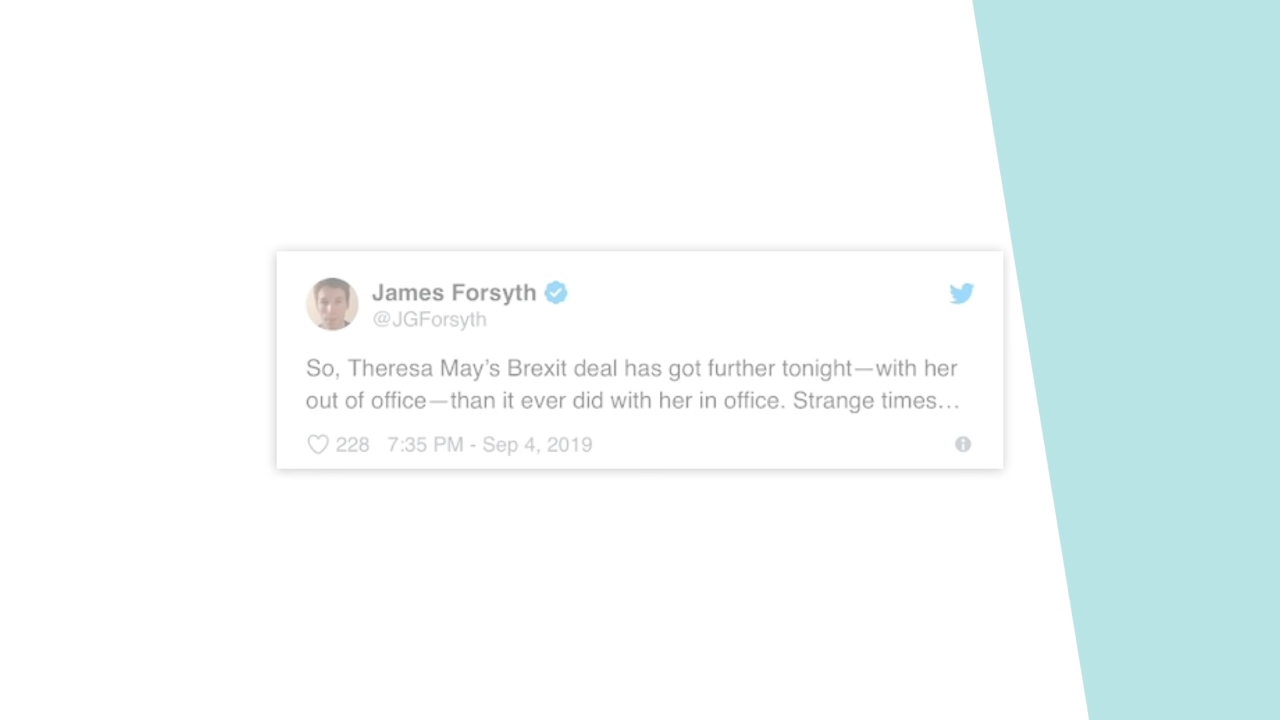 James Forsyth
@JGForsyth
So, Theresa May’s Brexit deal has got further tonight—with her
out of office—than it ever did with her in office. Strange times…
228 7:35 PM - Sep 4, 2019